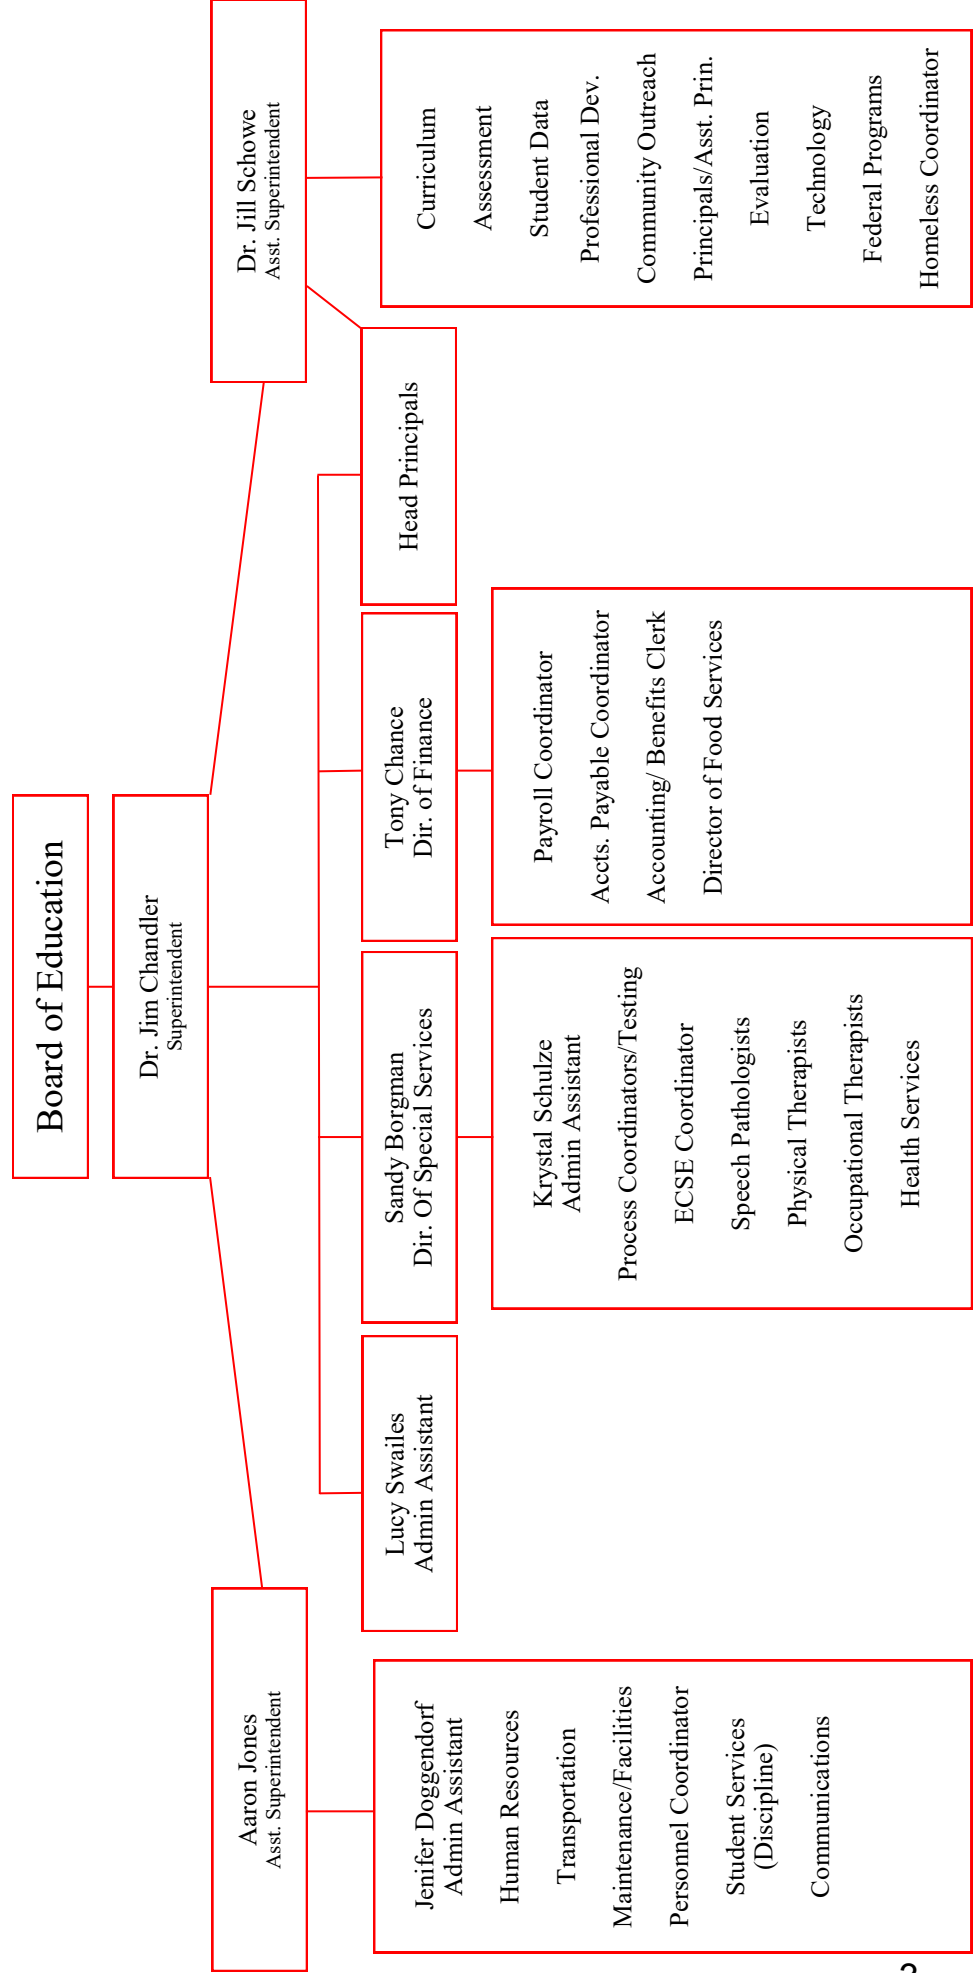 Board of Education
Dr. Jim Chandler
Superintendent
Aaron Jones
Asst. Superintendent
Dr. Jill Schowe
Asst. Superintendent
Lucy Swailes
Admin Assistant
Sandy Borgman
Dir. Of Special Services
Tony Chance
Dir. of Finance
Head Principals
Jenifer Doggendorf
Admin Assistant
Human Resources
Transportation
Maintenance/Facilities
Personnel Coordinator
Student Services
(Discipline)
Communications
Krystal Schulze
Admin Assistant
Process Coordinators/Testing
ECSE Coordinator
Speech Pathologists
Physical Therapists
Occupational Therapists
Health Services
Payroll Coordinator
Accts. Payable Coordinator
Accounting/ Benefits Clerk
Director of Food Services
Curriculum
Assessment
Student Data
Professional Dev.
Community Outreach
Principals/Asst. Prin.
Evaluation
Technology
Federal Programs
Homeless Coordinator